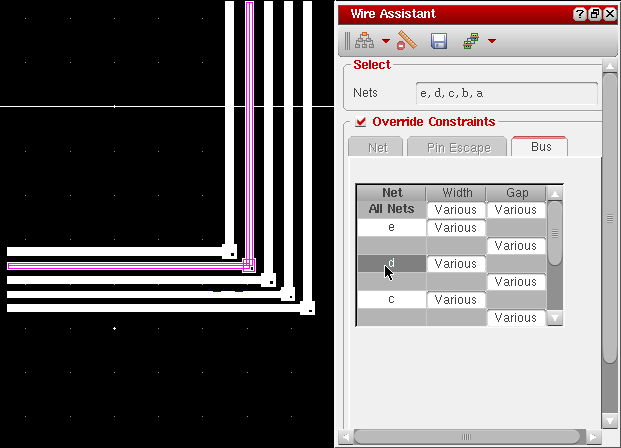 Wire Assistant
Select
Nets e, d, c, b, a
Override Constraints
Net Pin Escape Bus
Net Width Gap
All Nets Various Various
e Various
Various
d Various
Various
c Various
Various